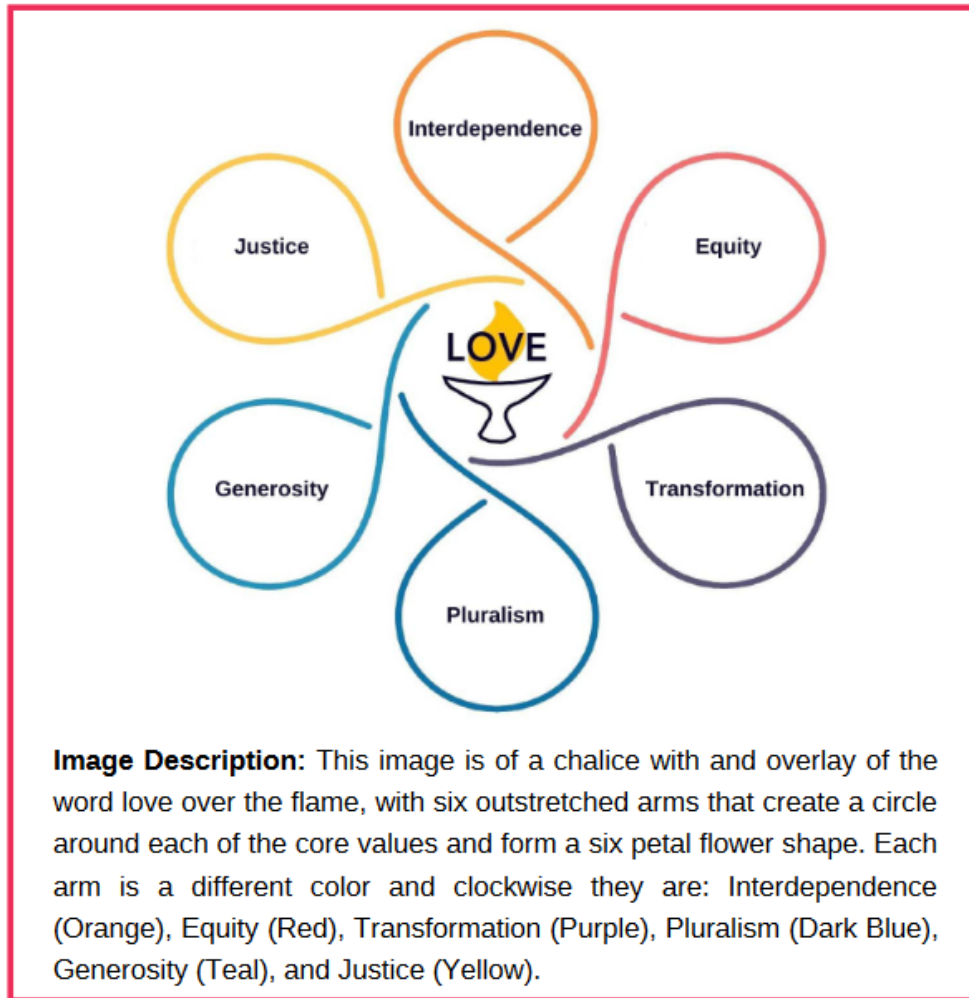 Interdependence
Justice
Equity
LOVE
Generosity
Transformation
Pluralism
Image Description: This image is of a chalice with and overlay of the
word love over the flame, with six outstretched arms that create a circle
around each of the core values and form a six petal flower shape. Each
arm is a different color and clockwise they are: Interdependence
(Orange), Equity (Red), Transformation (Purple), Pluralism (Dark Blue),
Generosity (Teal), and Justice (Yellow).